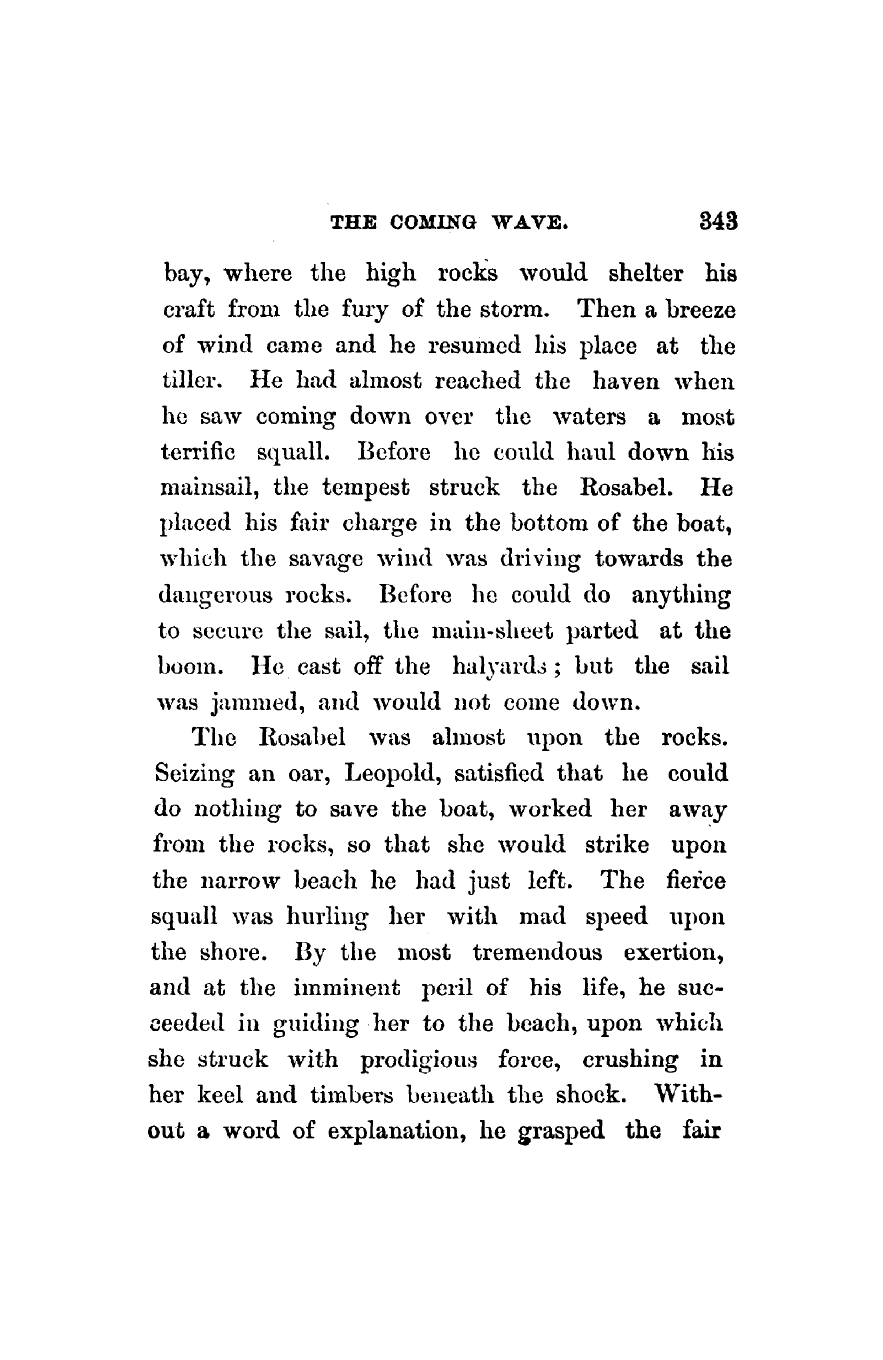 THE COMING WAVE. 343
bay, where the high rocks would shelter his
craft from the fury of the storm. Then a breeze
of wind came and he resumed his place at the
tiller. He had almost reached the haven when
he saw coming down over the waters a most
terrific squall. Before he could haul down his
mainsail, the tempest struck the Rosabel. He
placed his fair charge in the bottom of the boat,
which the savage wind was driving towards the
dangerous rocks. Before he could do anything
to secure the sail, the main-sheet parted at the
boom. He cast off the halyards; but the sail
was jammed, and would not come down.
The Rosabel was almost upon the rocks.
Seizing an oar, Leopold, satisfied that he could
do nothing to save the boat, worked her away
from the rocks, so that she would strike upon
the narrow beach he had just left. The fierce
squall was hurling her with mad speed upon
the shore. By the most tremendous exertion,
and at the imminent peril of his life, he suc-
ceeded in guiding her to the beach, upon which
she struck with prodigious force, crushing in
her keel and timbers beneath the shock. With-
out a word of explanation, he grasped the fair